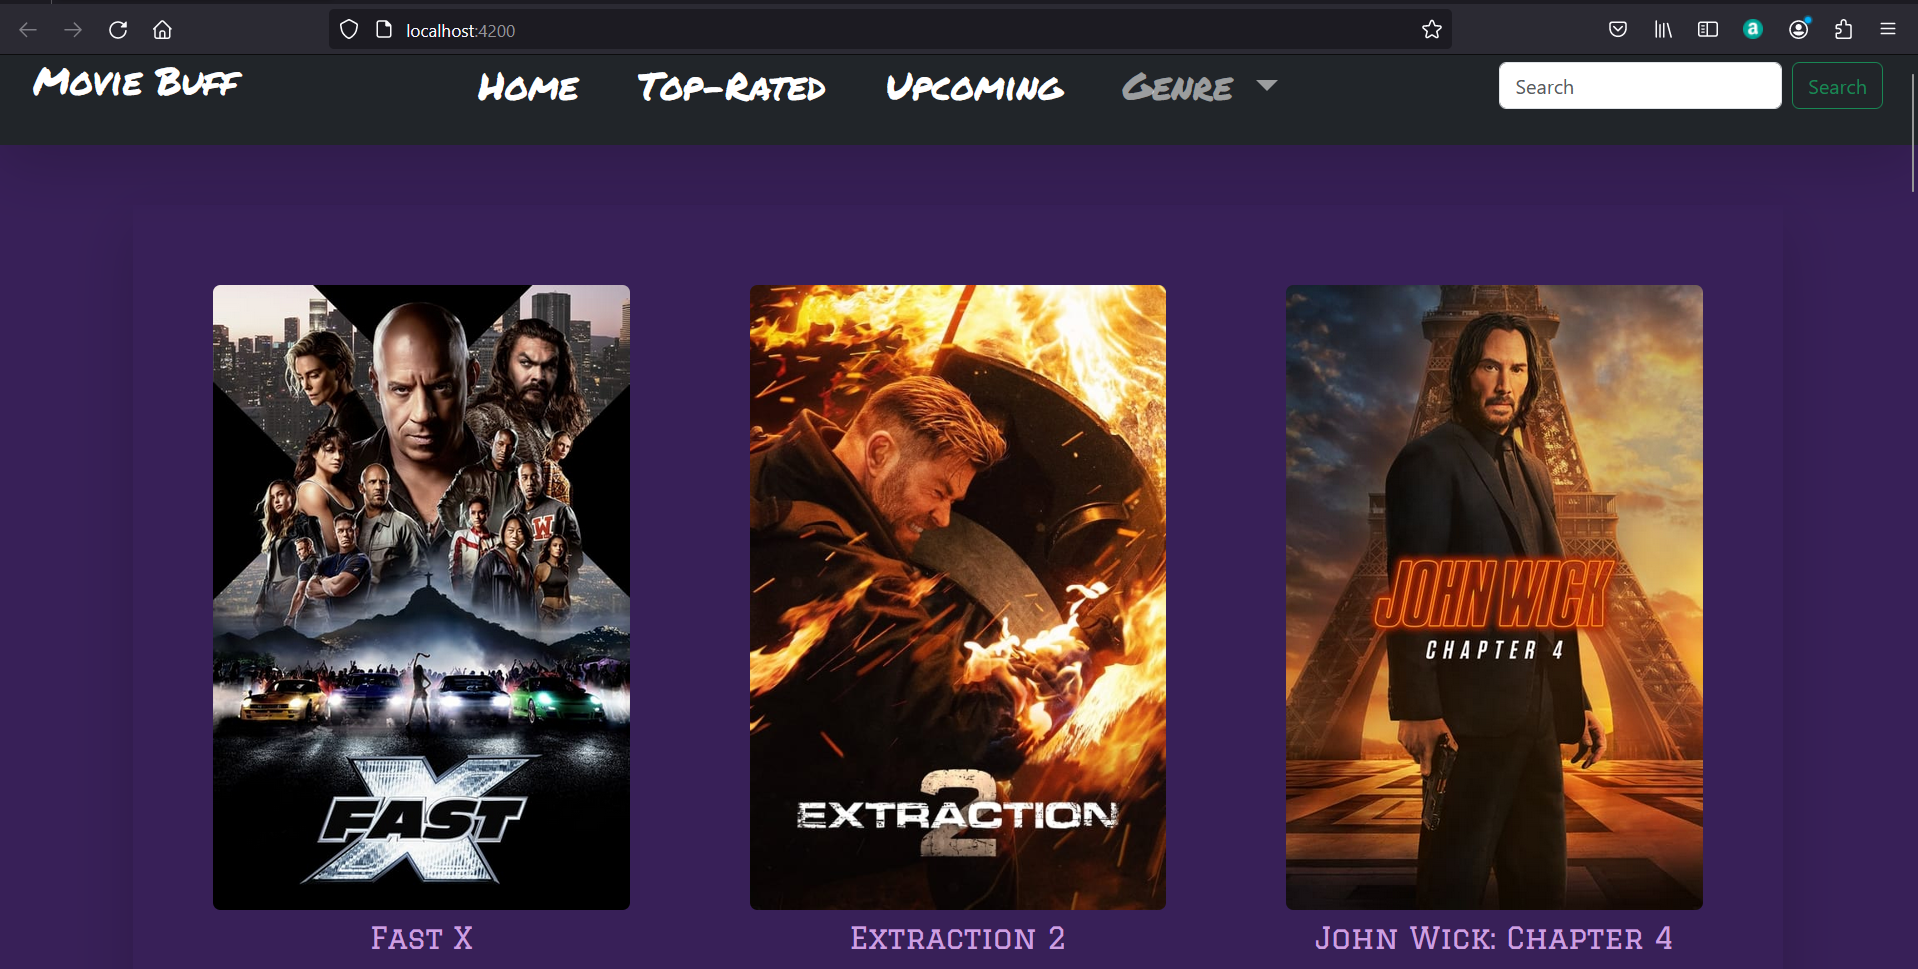 localhost:4200
Movie Buff
Home
Top-Rated
Upcoming
Genre
Search
Search
W
FAST X
EXTRACTION 2
JOHN WICK
CHAPTER 4
Fast X
Extraction 2
John Wick: Chapter 4